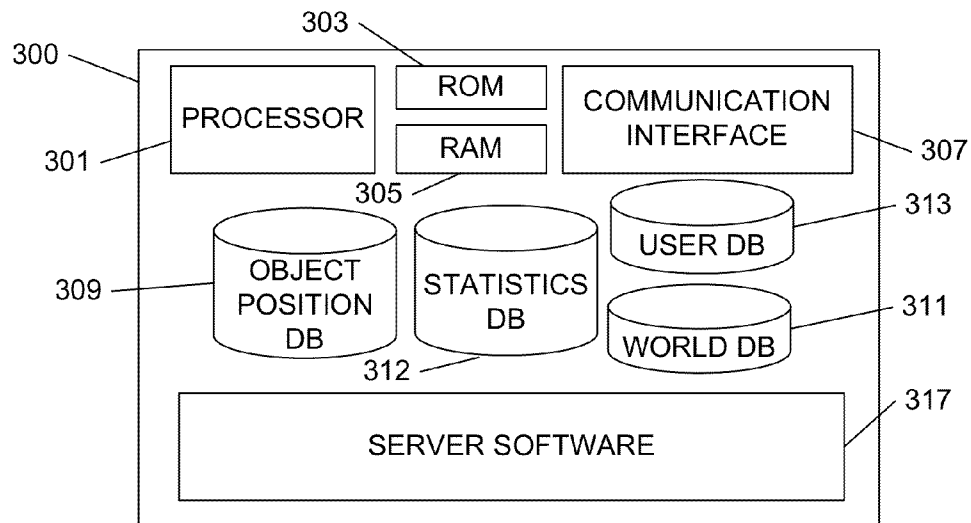 303
300
ROM
PROCESSOR
COMMUNICATION
INTERFACE
RAM
301
307
305
313
USER DB
OBJECT
POSITION
DB
STATISTICS
DB
309
311
WORLD DB
312
317
SERVER SOFTWARE